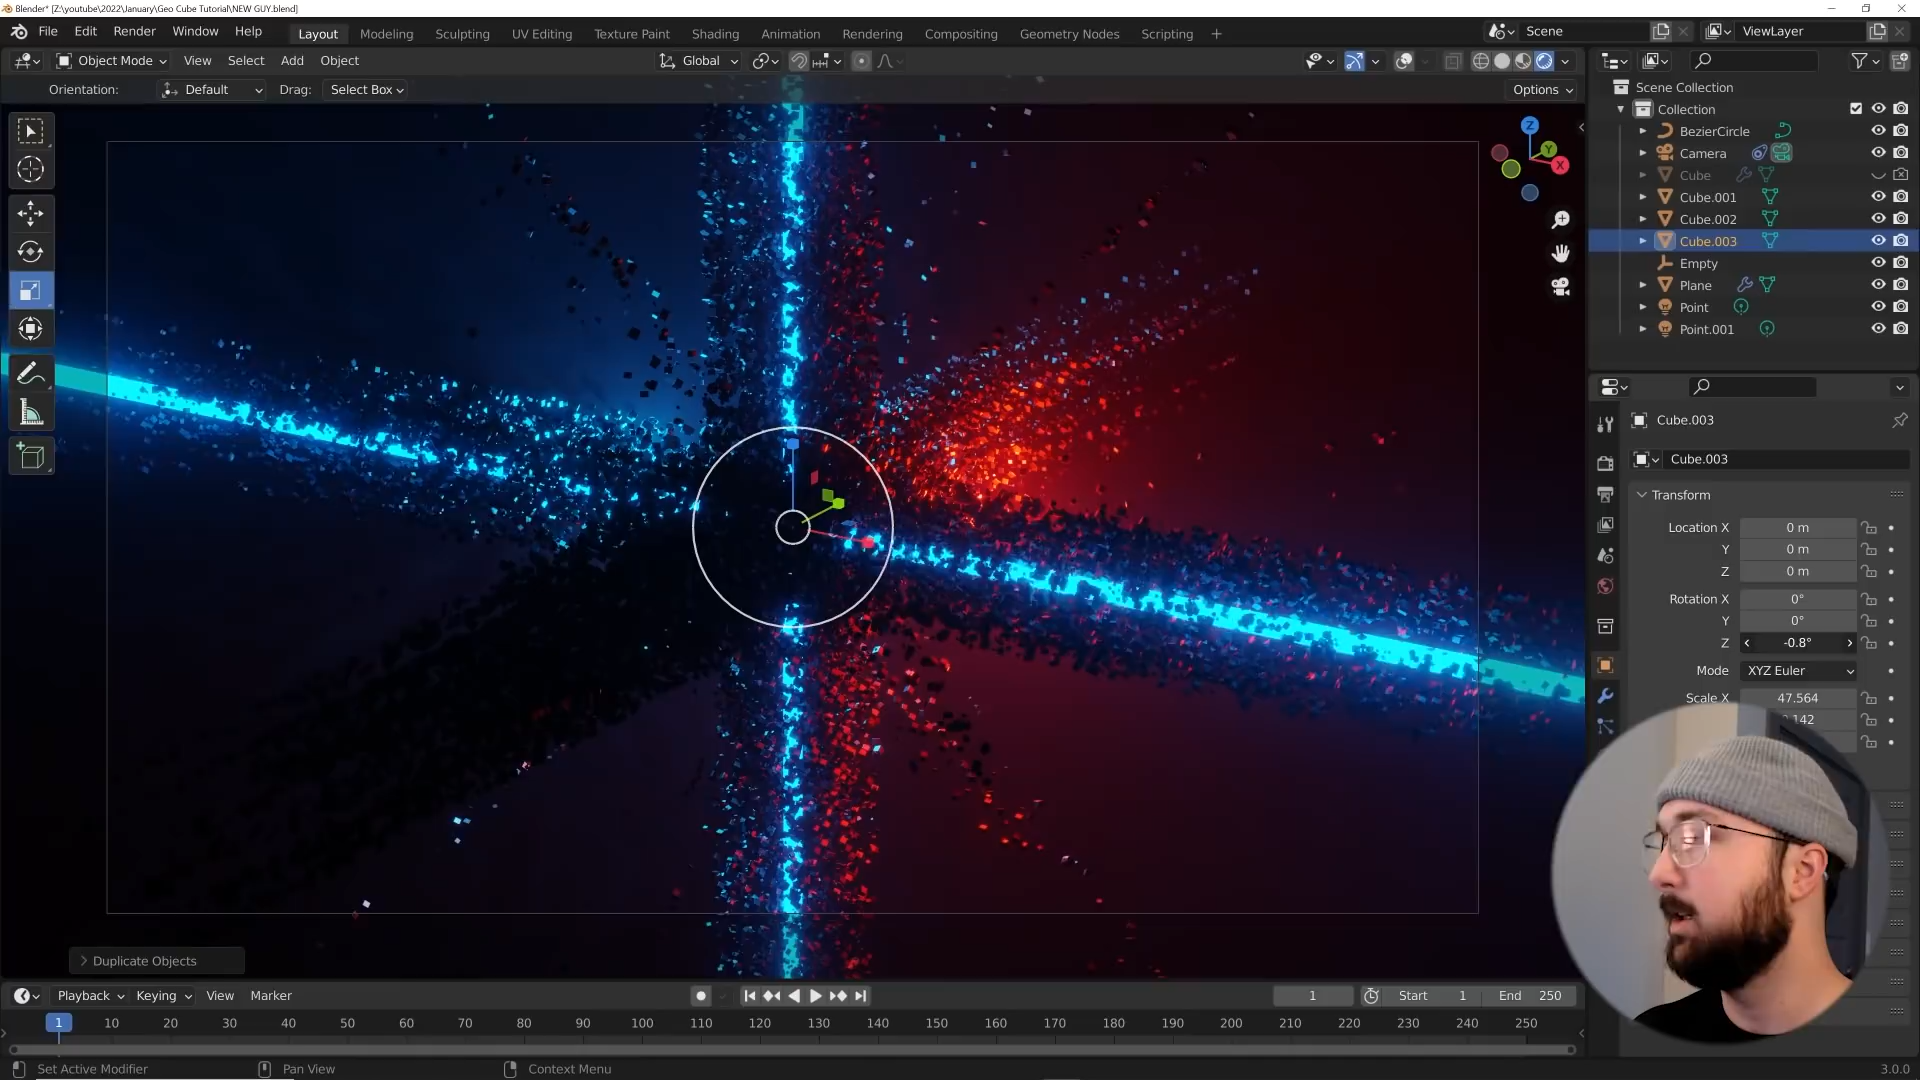 Blender* [Z:\youtube\2022\January\Geo Cube Tutorial\NEW GUY.blend]
File Edit Render Window Help
Layout Modeling Sculpting UV Editing Texture Paint Shading Animation Rendering Compositing Geometry Nodes Scripting +
Scene
ViewLayer
Object Mode View Select Add Object
Global
Orientation: Default Drag: Select Box
Options
Z
Y
X
Scene Collection
Collection
BezierCircle
Camera
Cube
Cube.001
Cube.002
Cube.003
Empty
Plane
Point
Point.001
Cube.003
Cube.003
Transform
Location X 0 m
Y 0 m
Z 0 m
Rotation X 0°
Y 0°
Z -0.8°
Mode XYZ Euler
Scale X 47.564
Duplicate Objects
Playback Keying View Marker
1 Start 1 End 250
1 10 20 30 40 50 60 70 80 90 100 110 120 130 140 150 160 170 180 190 200 210 220 230 240 250
Set Active Modifier Pan View Context Menu
3.0.0